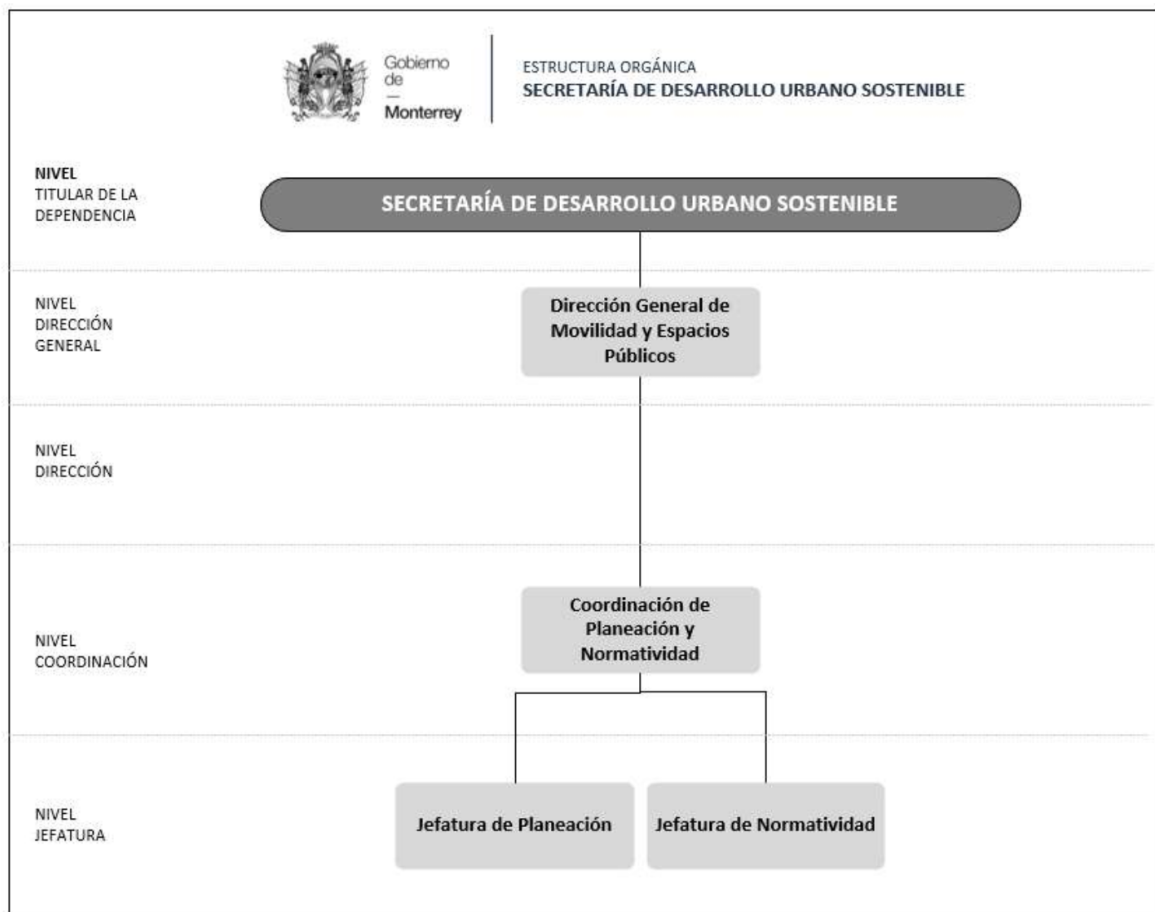 Gobierno
de
—
Monterrey
ESTRUCTURA ORGÁNICA
SECRETARÍA DE DESARROLLO URBANO SOSTENIBLE
NIVEL
TITULAR DE LA
DEPENDENCIA
SECRETARÍA DE DESARROLLO URBANO SOSTENIBLE
NIVEL
DIRECCIÓN
GENERAL
Dirección General de
Movilidad y Espacios
Públicos
NIVEL
DIRECCIÓN
NIVEL
COORDINACIÓN
Coordinación de
Planeación y
Normatividad
NIVEL
JEFATURA
Jefatura de Planeación
Jefatura de Normatividad